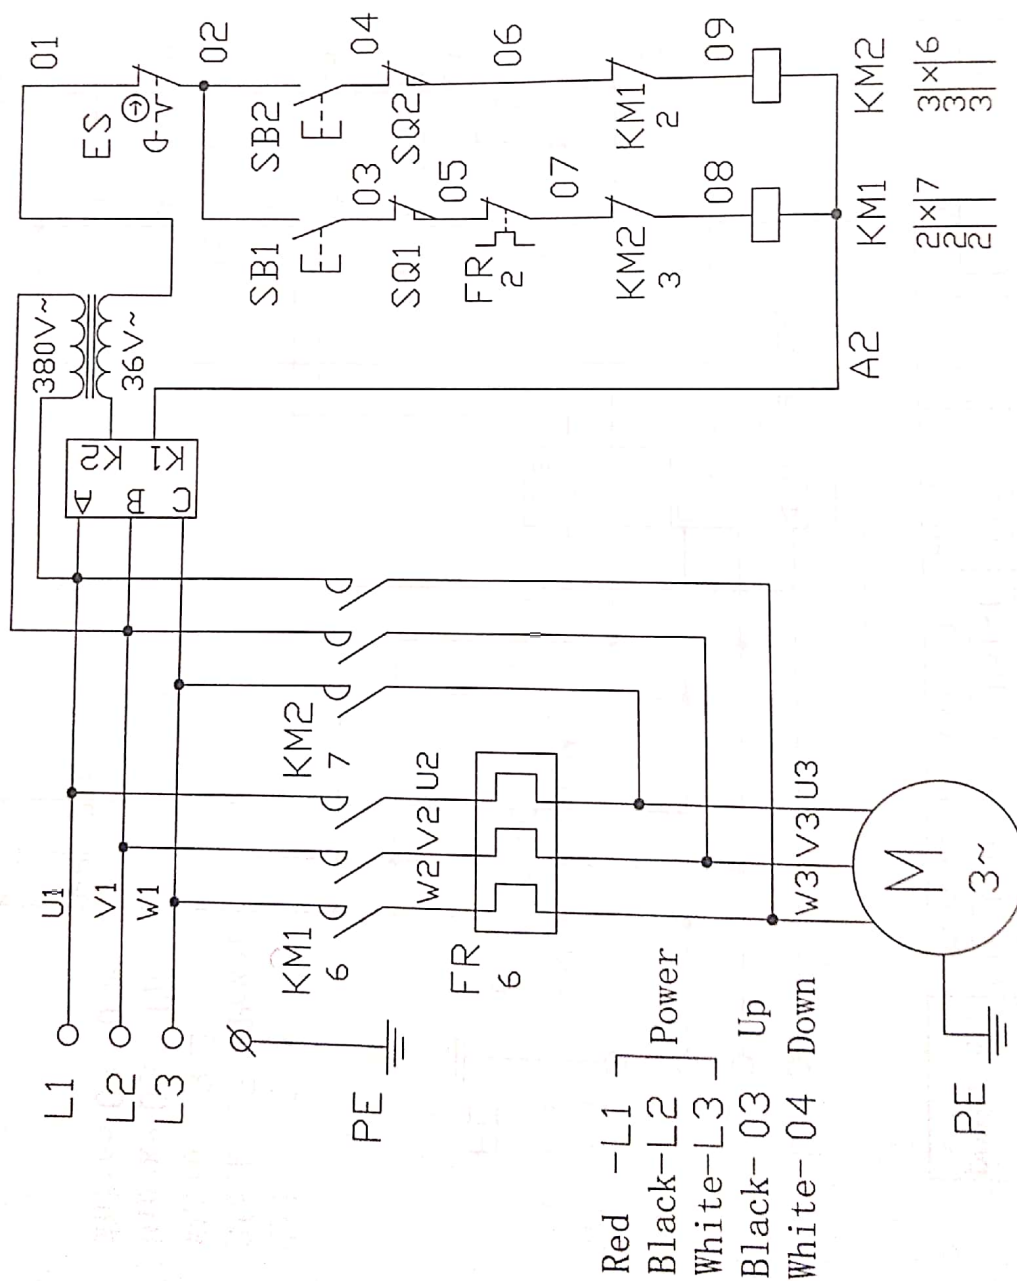 L1
L2
L3
U1
V1
W1
PE
KM1
6
KM2
7
W2
V2
U2
FR
6
W3
V3
U3
M
3~
PE
A
B
C
K2
K1
380V~
36V~
A2
01
ES
02
SB1
SB2
03
04
SQ1
SQ2
05
06
FR
2
07
KM2
3
KM1
2
08
09
KM1
KM2
2|x|7
2
2
3|x|6
3
3
Red -L1
Black-L2 Power
White-L3
Black- 03 Up
White- 04 Down